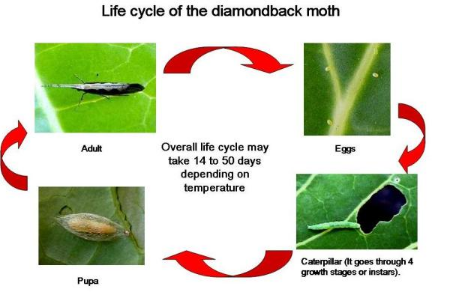 Life cycle of the diamondback moth
Adult
Eggs
Overall life cycle may
take 14 to 50 days
depending on
temperature
Pupa
Caterpillar (It goes through 4
growth stages or instars).